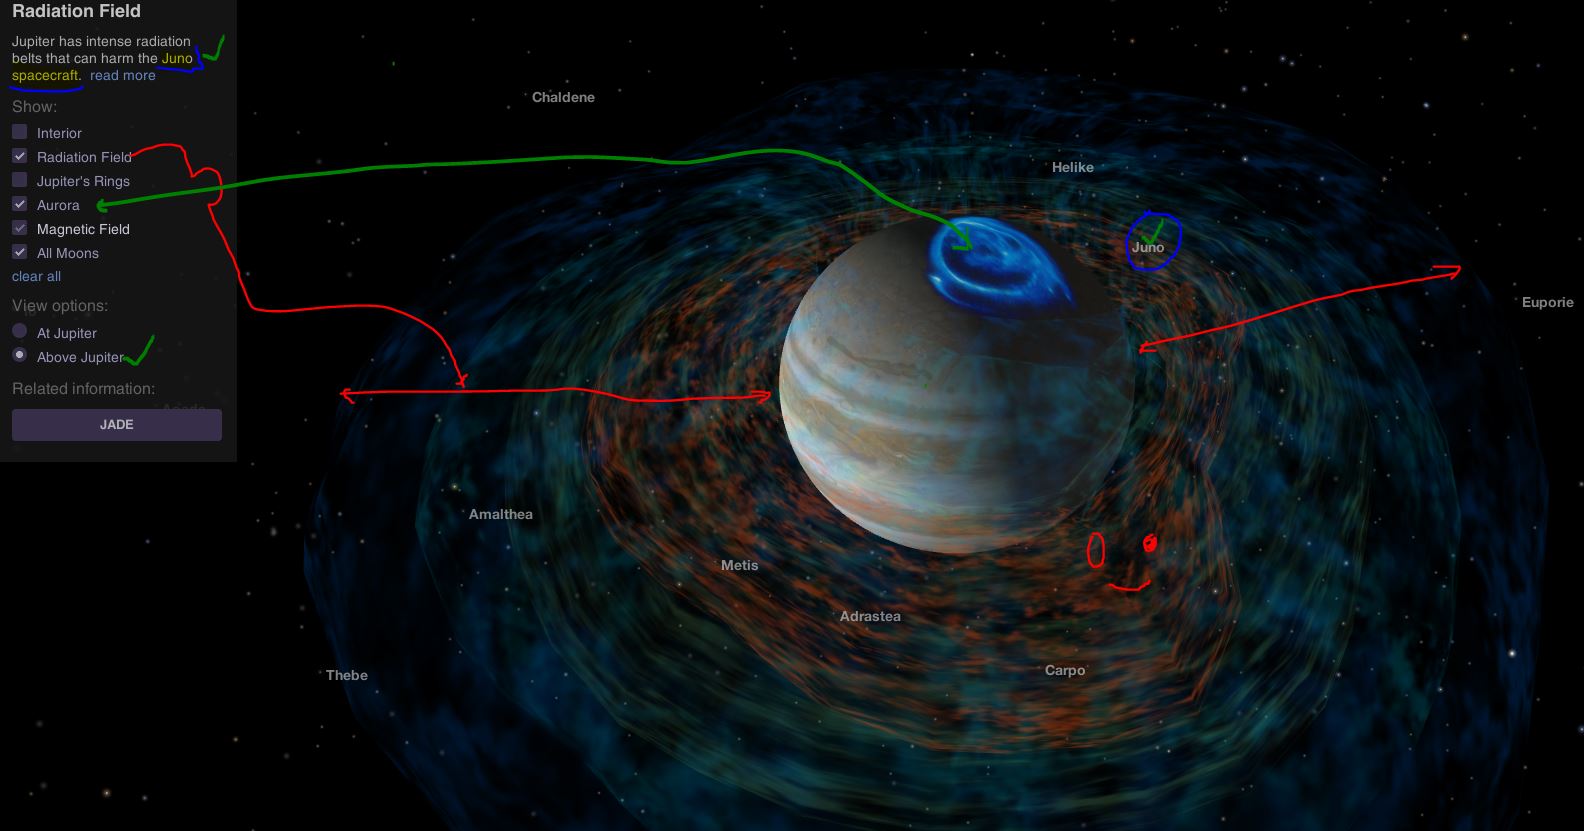 Radiation Field
Jupiter has intense radiation
belts that can harm the Juno
spacecraft. read more
Show:
Interior
Radiation Field
Jupiter's Rings
Aurora
Magnetic Field
All Moons
clear all
View options:
At Jupiter
Above Jupiter
Related information:
JADE
Chaldene
Helike
Juno
Euporie
Amalthea
Metis
Adrastea
Carpo
Thebe